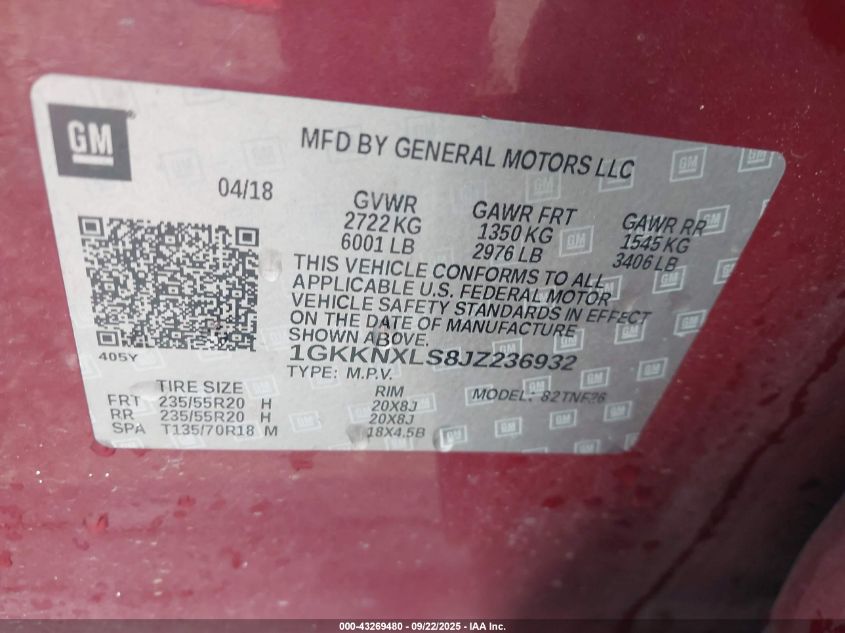 GM
MFD BY GENERAL MOTORS LLC
04/18
GVWR
2722 KG
6001 LB
GAWR FRT
1350 KG
2976 LB
GAWR RR
1545 KG
3406 LB
THIS VEHICLE CONFORMS TO ALL
APPLICABLE U.S. FEDERAL MOTOR
VEHICLE SAFETY STANDARDS IN EFFECT
ON THE DATE OF MANUFACTURE
SHOWN ABOVE.
405Y
1GKKNXLS8JZ236932
TYPE: M.P.V.
MODEL: 82TNF26
TIRE SIZE RIM
FRT 235/55R20 H 20X8J
RR 235/55R20 H 20X8J
SPA T135/70R18 M 18X4.5B
000-43269480 - 09/22/2025 - IAA Inc.